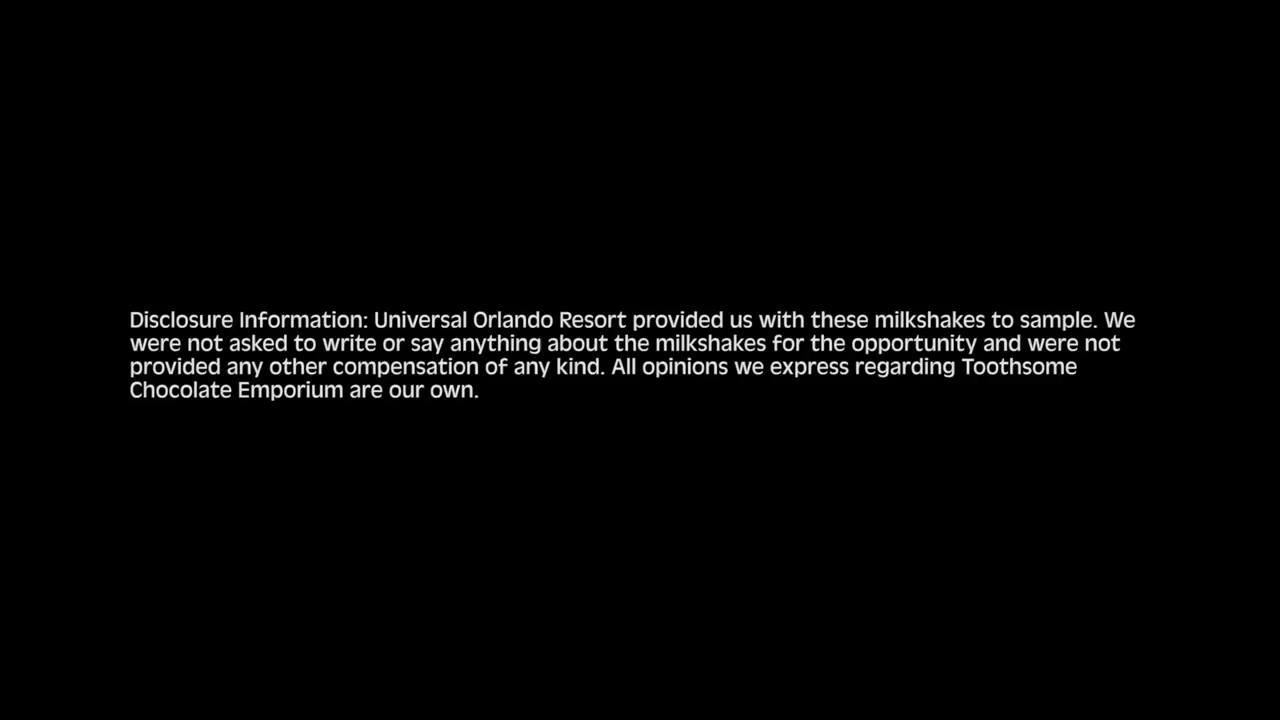 Disclosure Information: Universal Orlando Resort provided us with these milkshakes to sample. We
were not asked to write or say anything about the milkshakes for the opportunity and were not
provided any other compensation of any kind. All opinions we express regarding Toothsome
Chocolate Emporium are our own.